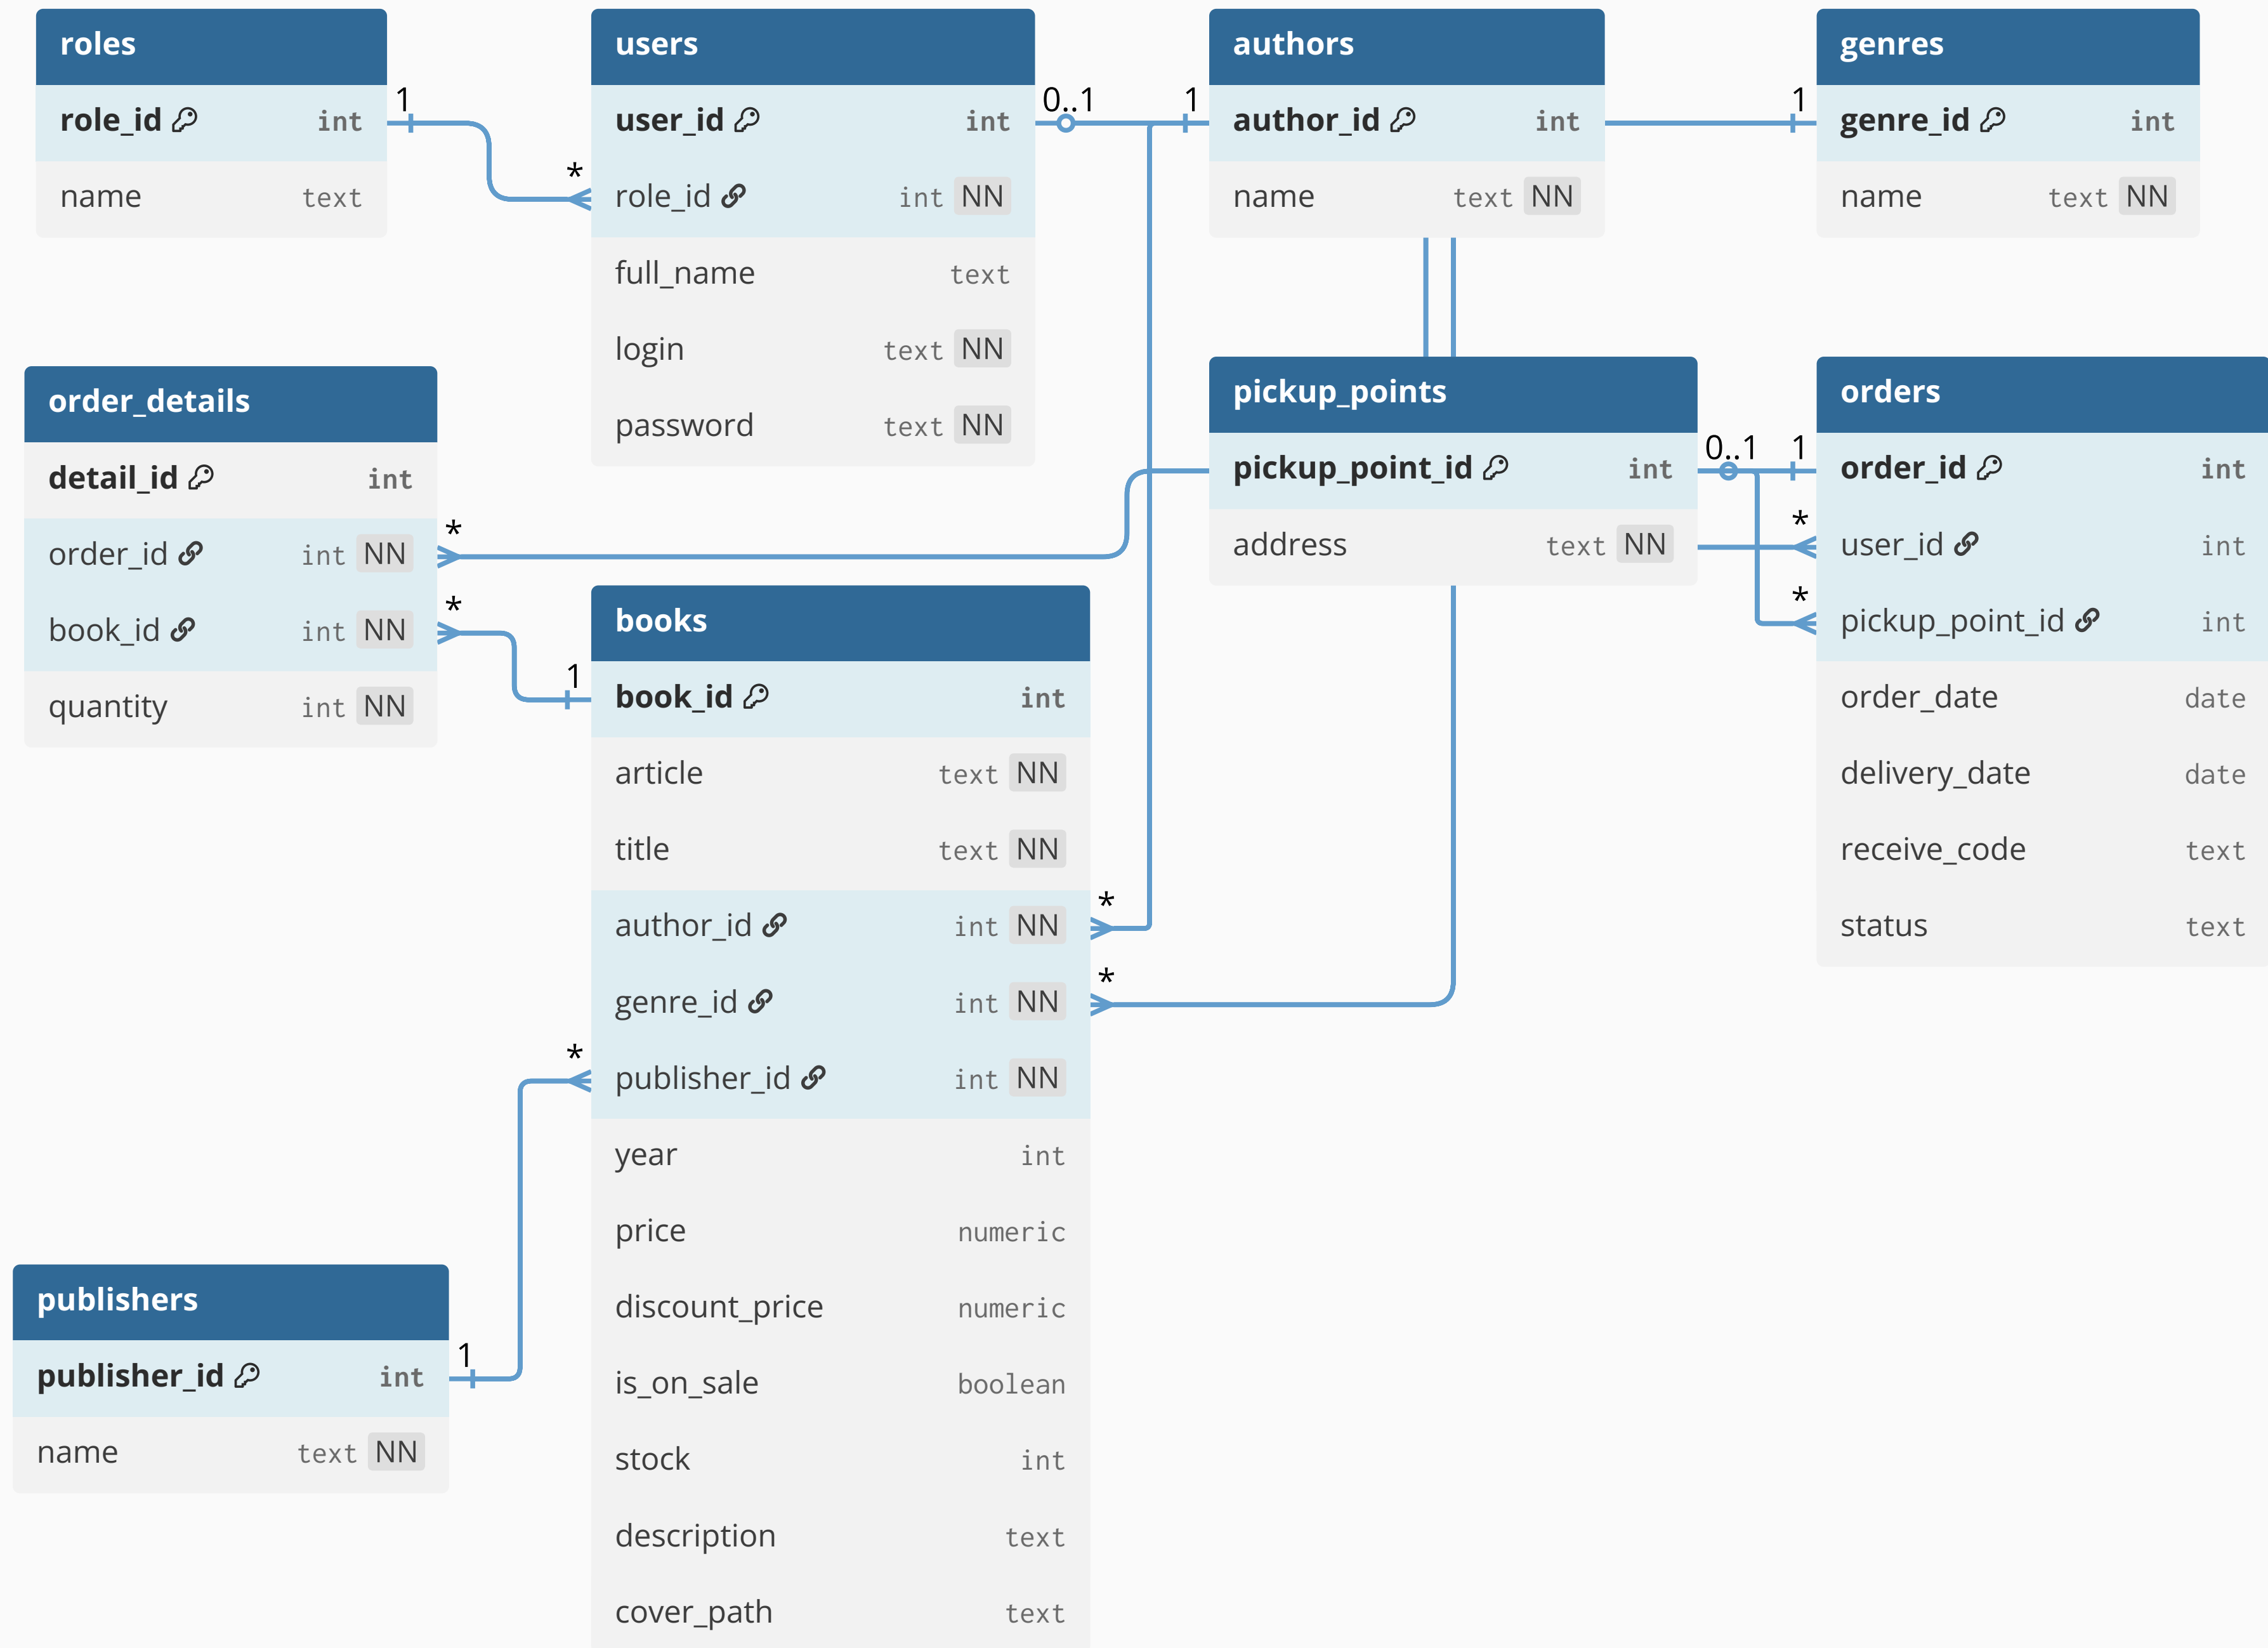 roles
1
role_id int
name text
users
0..1
user_id int
*
role_id int NN
full_name text
login text NN
password text NN
authors
1
author_id int
name text NN
genres
1
genre_id int
name text NN
order_details
detail_id int
*
order_id int NN
*
book_id int NN
quantity int NN
pickup_points
0..1
pickup_point_id int
address text NN
orders
1
order_id int
*
user_id int
*
pickup_point_id int
order_date date
delivery_date date
receive_code text
status text
books
1
book_id int
article text NN
title text NN
*
author_id int NN
*
genre_id int NN
*
publisher_id int NN
year int
price numeric
discount_price numeric
is_on_sale boolean
stock int
description text
cover_path text
publishers
1
publisher_id int
name text NN